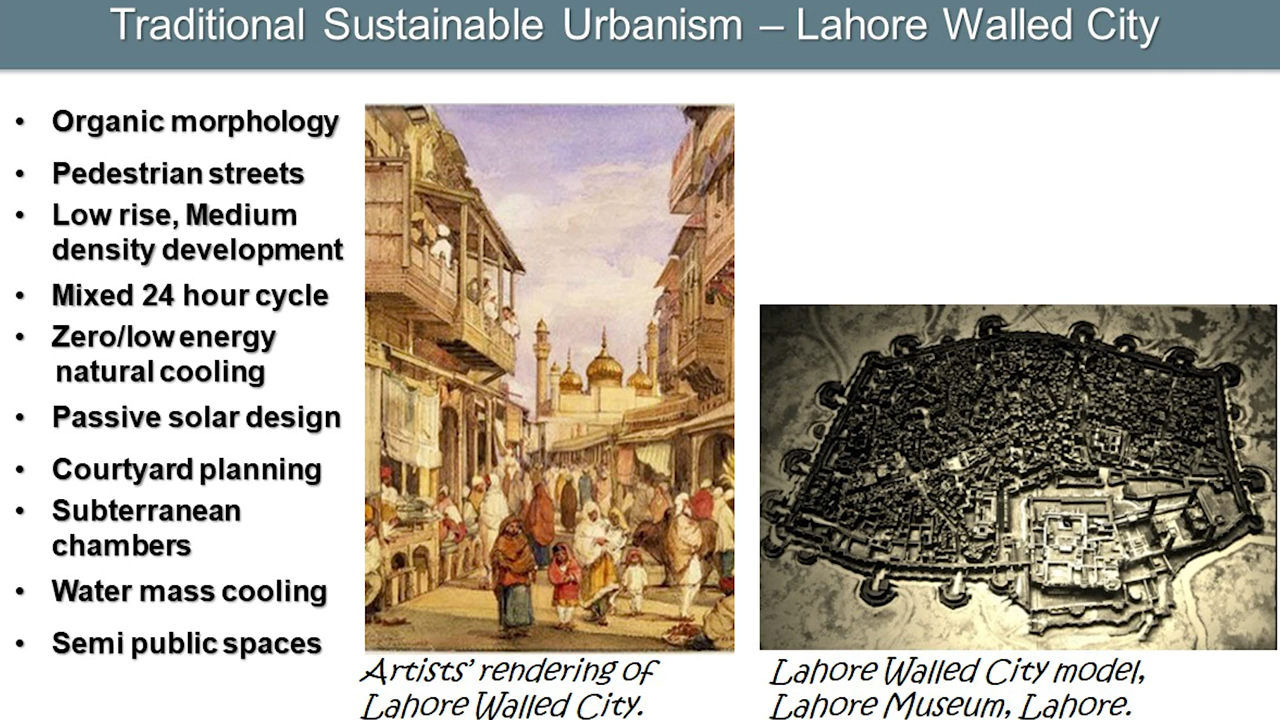 Traditional Sustainable Urbanism – Lahore Walled City
• Organic morphology
• Pedestrian streets
• Low rise, Medium
density development
• Mixed 24 hour cycle
• Zero/low energy
natural cooling
• Passive solar design
• Courtyard planning
• Subterranean
chambers
• Water mass cooling
• Semi public spaces
Artists’ rendering of
Lahore Walled City.
Lahore Walled City model,
Lahore Museum, Lahore.